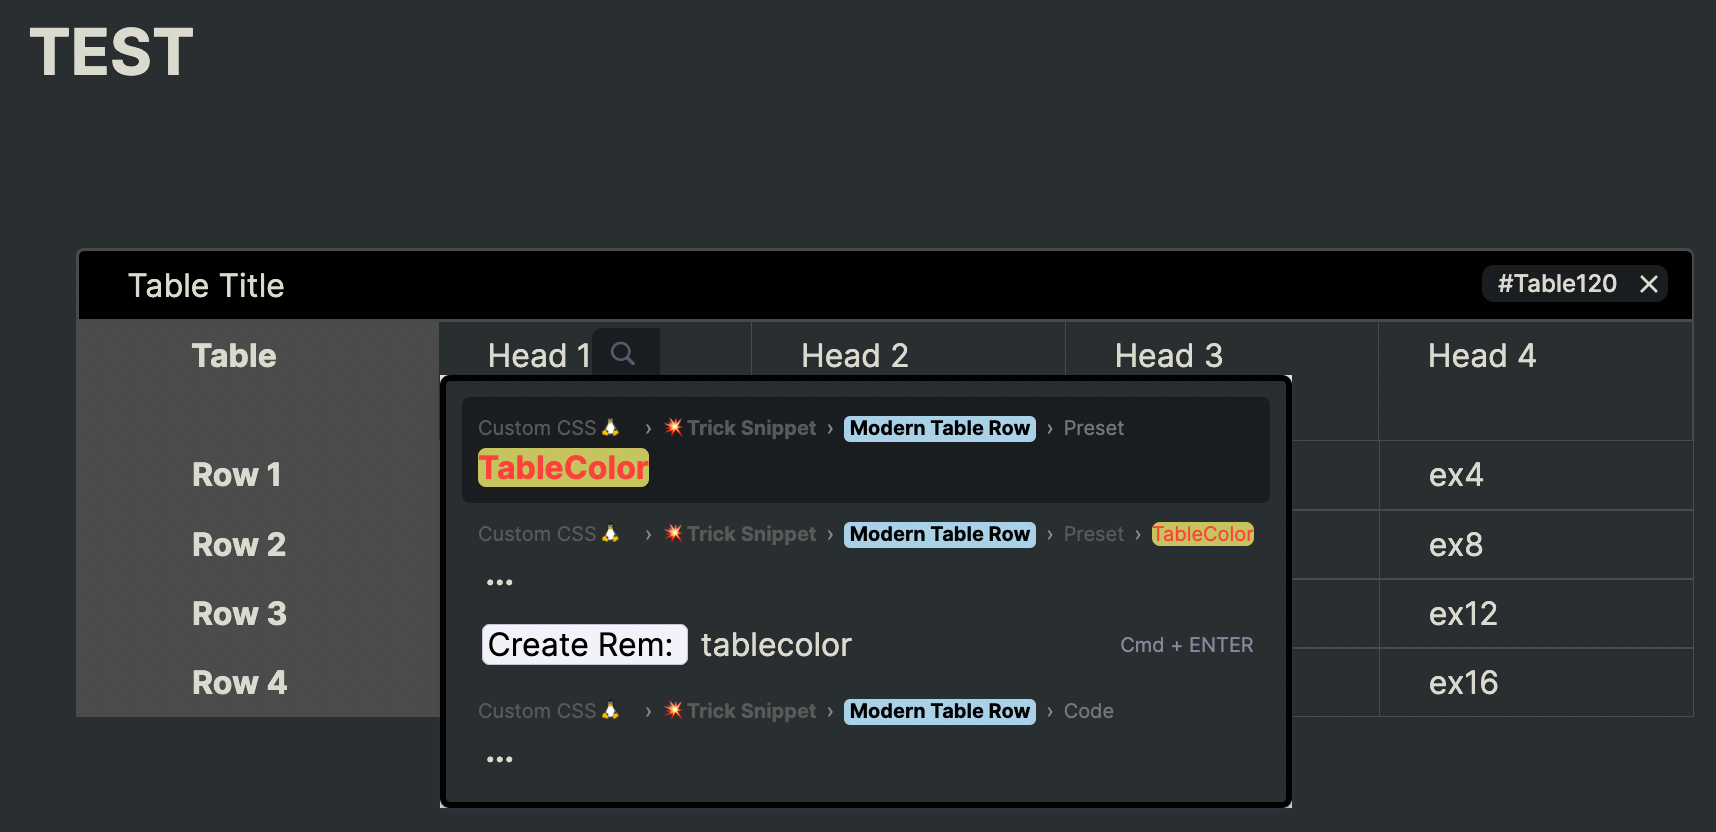 TEST
Table Title #Table120 ✕
Table Head 1 Head 2 Head 3 Head 4
Custom CSS🐧 › 💥Trick Snippet › Modern Table Row › Preset
TableColor
Row 1 ex4
Custom CSS🐧 › 💥Trick Snippet › Modern Table Row › Preset › TableColor
Row 2 ex8
•••
Row 3 ex12
Create Rem: tablecolor Cmd + ENTER
Row 4 ex16
Custom CSS🐧 › 💥Trick Snippet › Modern Table Row › Code
•••